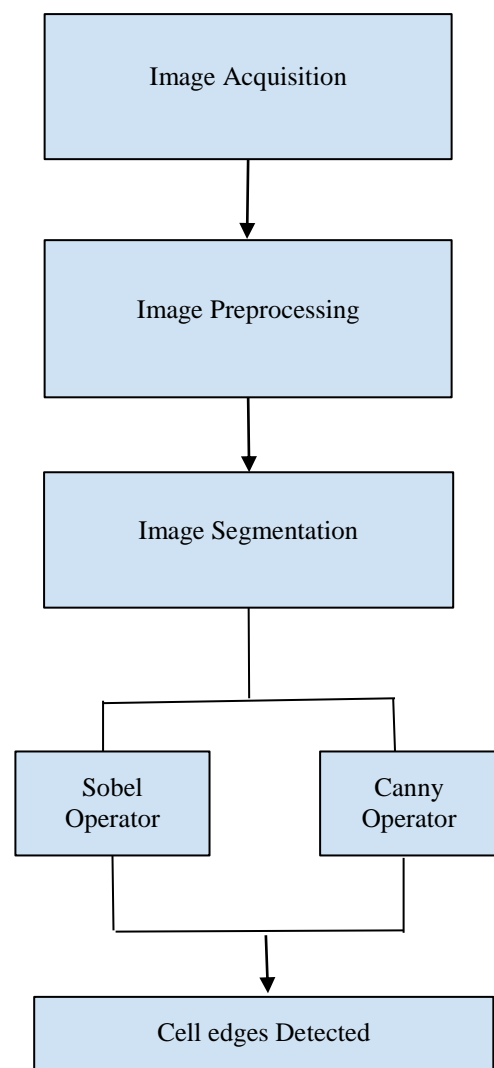 Image Acquisition
Image Preprocessing
Image Segmentation
Sobel
Operator
Canny
Operator
Cell edges Detected